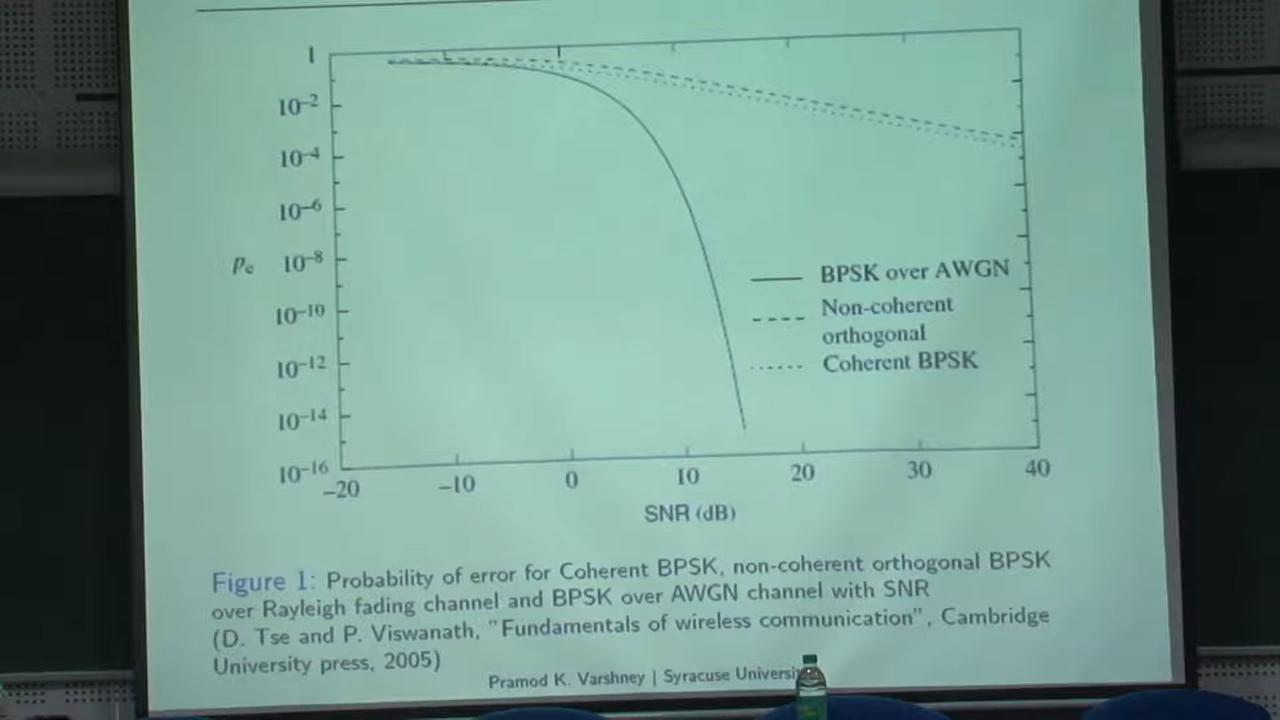 1
10⁻²
10⁻⁴
10⁻⁶
pₑ 10⁻⁸
10⁻¹⁰
10⁻¹²
10⁻¹⁴
10⁻¹⁶
−20 −10 0 10 20 30 40
SNR (dB)
BPSK over AWGN
Non-coherent
orthogonal
Coherent BPSK
Figure 1: Probability of error for Coherent BPSK, non-coherent orthogonal BPSK
over Rayleigh fading channel and BPSK over AWGN channel with SNR
(D. Tse and P. Viswanath, "Fundamentals of wireless communication", Cambridge
University press, 2005)
Pramod K. Varshney | Syracuse Universi